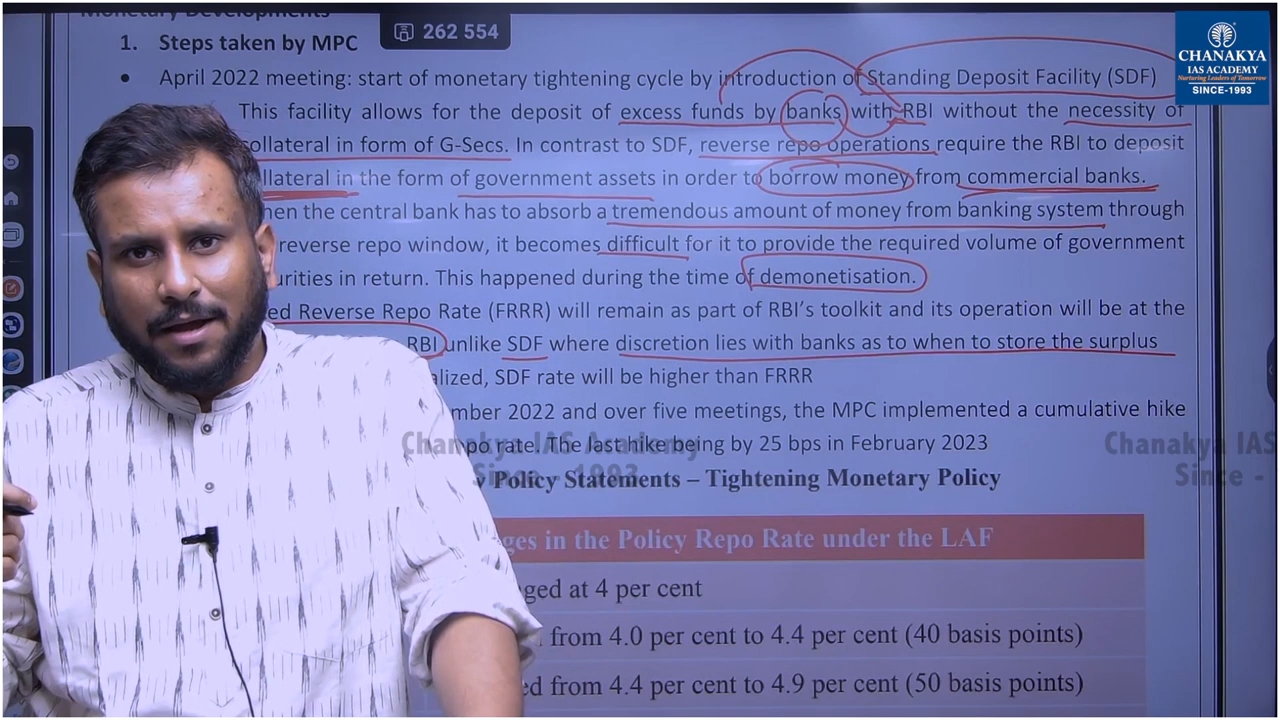 Monetary Developments
262 554
1. Steps taken by MPC
CHANAKYA
IAS ACADEMY
Nurturing Leaders of Tomorrow
SINCE-1993
• April 2022 meeting: start of monetary tightening cycle by introduction of Standing Deposit Facility (SDF)
This facility allows for the deposit of excess funds by banks with RBI without the necessity of
ollateral in form of G-Secs. In contrast to SDF, reverse repo operations require the RBI to deposit
llateral in the form of government assets in order to borrow money from commercial banks.
hen the central bank has to absorb a tremendous amount of money from banking system through
reverse repo window, it becomes difficult for it to provide the required volume of government
urities in return. This happened during the time of demonetisation.
ed Reverse Repo Rate (FRRR) will remain as part of RBI's toolkit and its operation will be at the
RBI unlike SDF where discretion lies with banks as to when to store the surplus
alized, SDF rate will be higher than FRRR
mber 2022 and over five meetings, the MPC implemented a cumulative hike
po rate. The last hike being by 25 bps in February 2023
Chanakya IAS Academy
Since - 1993
Chanakya IAS
Since -
y Policy Statements – Tightening Monetary Policy
ges in the Policy Repo Rate under the LAF
ged at 4 per cent
from 4.0 per cent to 4.4 per cent (40 basis points)
ed from 4.4 per cent to 4.9 per cent (50 basis points)